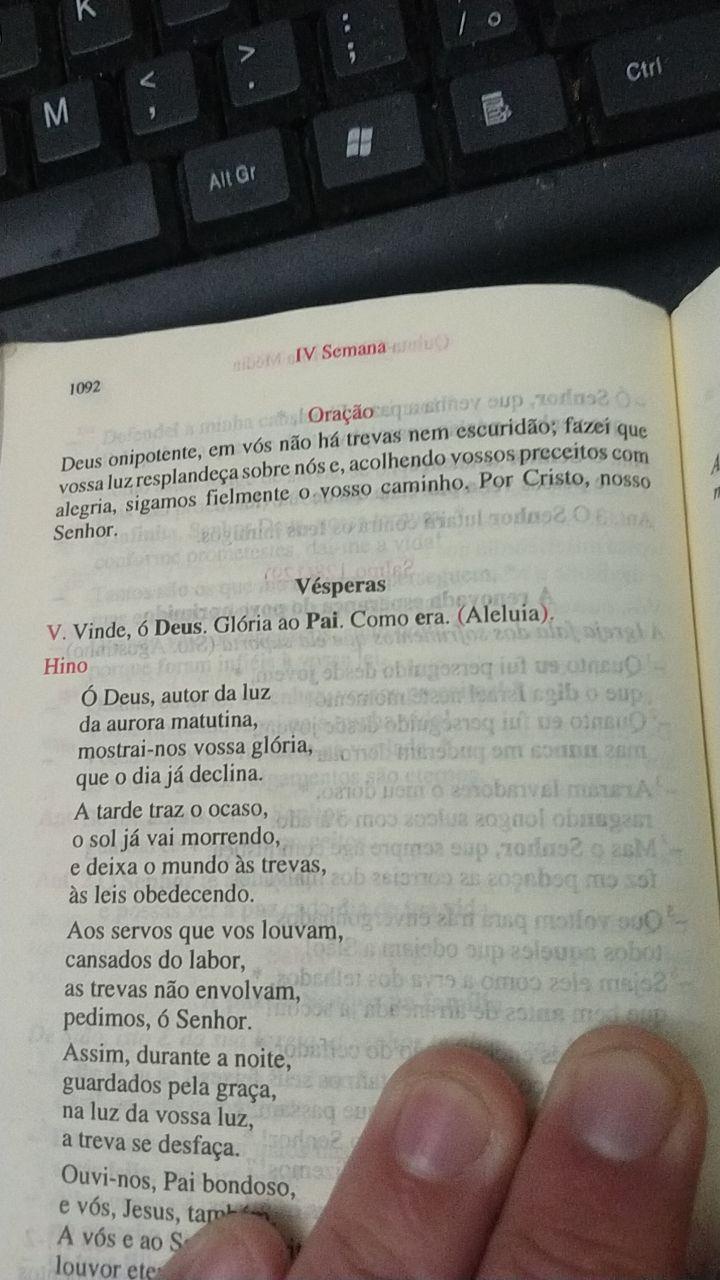 K
:
;
/
>
.
<
,
M
Ctrl
Alt Gr
IV Semana
1092
Oração
Deus onipotente, em vós não há trevas nem escuridão; fazei que
vossa luz resplandeça sobre nós e, acolhendo vossos preceitos com
alegria, sigamos fielmente o vosso caminho. Por Cristo, nosso
Senhor.
Vésperas
V. Vinde, ó Deus. Glória ao Pai. Como era. (Aleluia).
Hino
Ó Deus, autor da luz
da aurora matutina,
mostrai-nos vossa glória,
que o dia já declina.
A tarde traz o ocaso,
o sol já vai morrendo,
e deixa o mundo às trevas,
às leis obedecendo.
Aos servos que vos louvam,
cansados do labor,
as trevas não envolvam,
pedimos, ó Senhor.
Assim, durante a noite,
guardados pela graça,
na luz da vossa luz,
a treva se desfaça.
Ouvi-nos, Pai bondoso,
e vós, Jesus,
A vós e ao
louvor